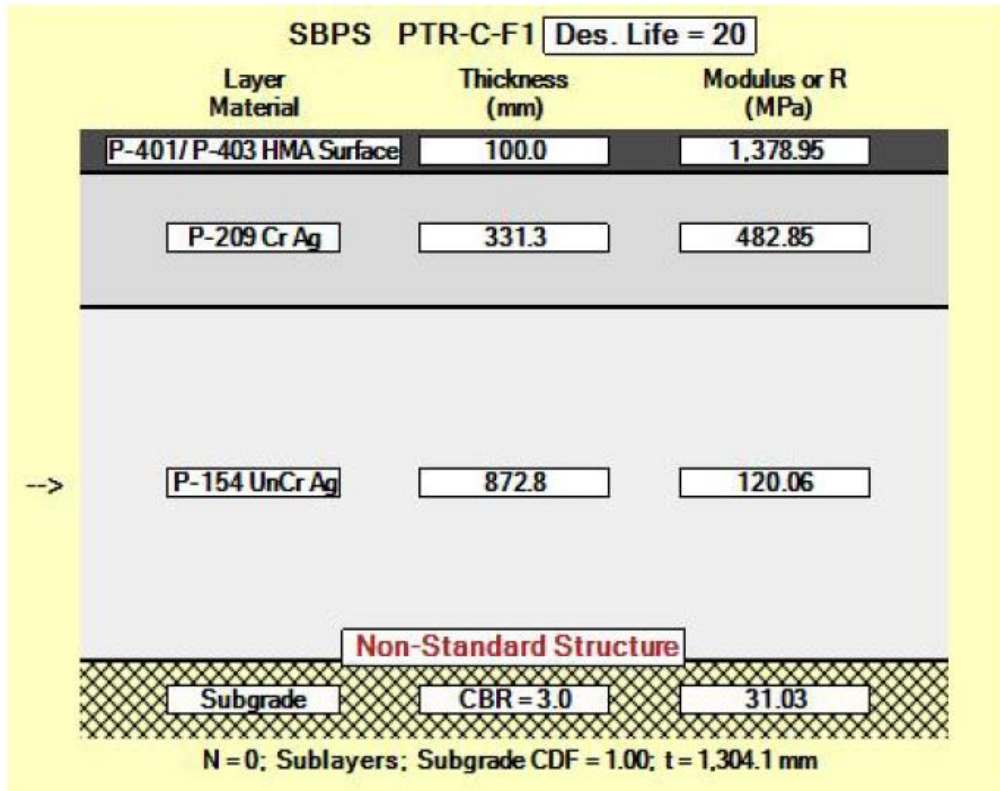 SBPS PTR-C-F1 Des. Life = 20
Layer Material Thickness (mm) Modulus or R (MPa)
P-401/ P-403 HMA Surface 100.0 1,378.95
P-209 Cr Ag 331.3 482.85
--> P-154 UnCr Ag 872.8 120.06
Non-Standard Structure
Subgrade CBR = 3.0 31.03
N = 0; Sublayers; Subgrade CDF = 1.00; t = 1,304.1 mm